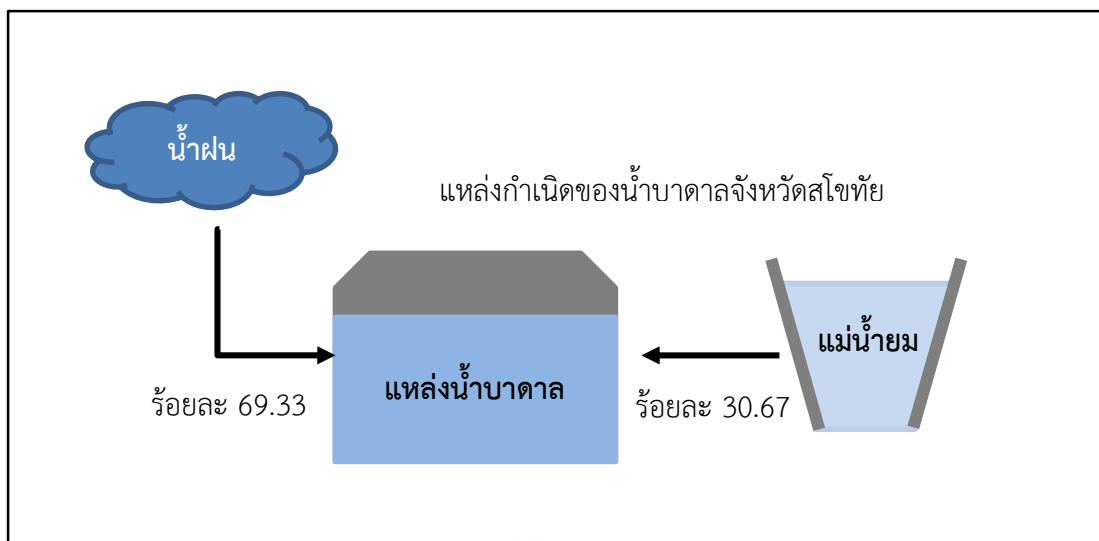 น้ำฝน
แหล่งกำเนิดของน้ำบาดาลจังหวัดสโขทัย
แม่น้ำยม
แหล่งน้ำบาดาล
ร้อยละ 69.33
ร้อยละ 30.67